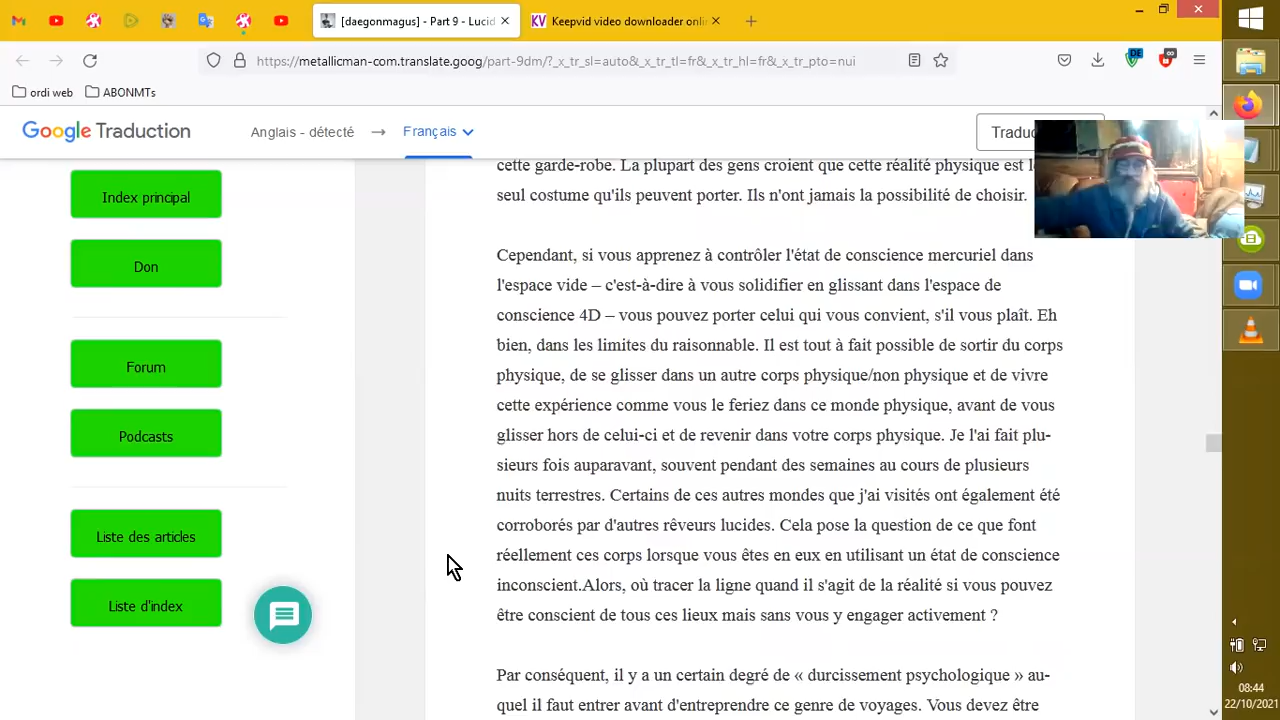 [daegonmagus] - Part 9 - Lucid
Keepvid video downloader onli
https://metallicman-com.translate.goog/part-9dm/?_x_tr_sl=auto&_x_tr_tl=fr&_x_tr_hl=fr&_x_tr_pto=nui
ordi web
ABONMTs
Google Traduction
Anglais - détecté
Français
Traduc
Index principal
Don
Forum
Podcasts
Liste des articles
Liste d'index
cette garde-robe. La plupart des gens croient que cette réalité physique est le
seul costume qu'ils peuvent porter. Ils n'ont jamais la possibilité de choisir.
Cependant, si vous apprenez à contrôler l'état de conscience mercuriel dans
l'espace vide – c'est-à-dire à vous solidifier en glissant dans l'espace de
conscience 4D – vous pouvez porter celui qui vous convient, s'il vous plaît. Eh
bien, dans les limites du raisonnable. Il est tout à fait possible de sortir du corps
physique, de se glisser dans un autre corps physique/non physique et de vivre
cette expérience comme vous le feriez dans ce monde physique, avant de vous
glisser hors de celui-ci et de revenir dans votre corps physique. Je l'ai fait plu-
sieurs fois auparavant, souvent pendant des semaines au cours de plusieurs
nuits terrestres. Certains de ces autres mondes que j'ai visités ont également été
corroborés par d'autres rêveurs lucides. Cela pose la question de ce que font
réellement ces corps lorsque vous êtes en eux en utilisant un état de conscience
inconscient.Alors, où tracer la ligne quand il s'agit de la réalité si vous pouvez
être conscient de tous ces lieux mais sans vous y engager activement ?
Par conséquent, il y a un certain degré de « durcissement psychologique » au-
quel il faut entrer avant d'entreprendre ce genre de voyages. Vous devez être
DE
08:44
22/10/2021